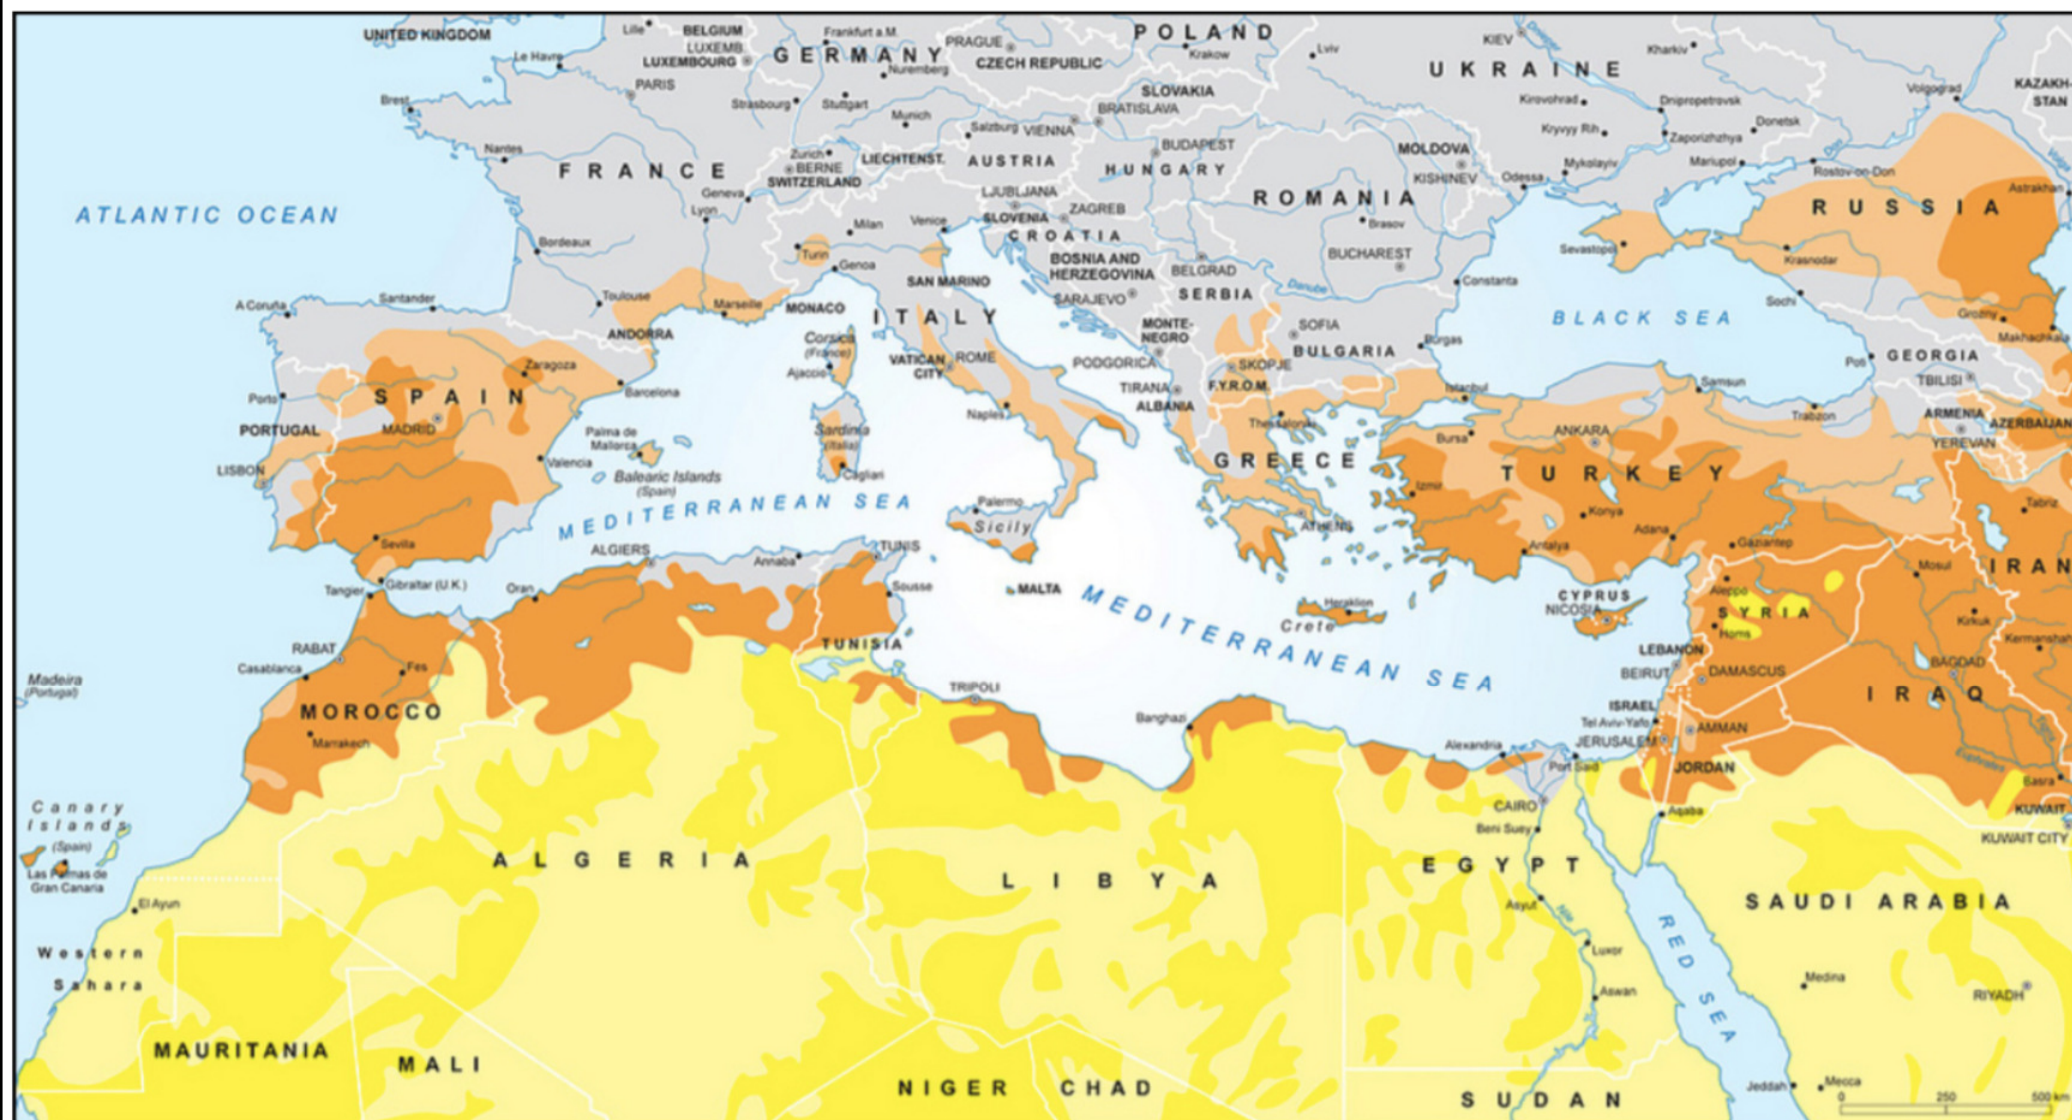 UNITED KINGDOM
Lille
BELGIUM
LUXEMB.
LUXEMBOURG
Frankfurt a.M.
GERMANY
Nuremberg
PRAGUE
CZECH REPUBLIC
POLAND
Krakow
Lviv
KIEV
Dnieper
Kharkiv
UKRAINE
Volgograd
KAZAKH-
STAN
Le Havre
PARIS
Brest
Strasbourg
Stuttgart
Munich
Salzburg
VIENNA
SLOVAKIA
BRATISLAVA
Kirovohrad
Dnipropetrovsk
Kryvyy Rih
Zaporizhzhya
Donetsk
Nantes
FRANCE
Zurich
BERNE
SWITZERLAND
LIECHTENST.
AUSTRIA
BUDAPEST
HUNGARY
MOLDOVA
KISHINEV
Mykolayiv
Mariupol
Don
Rostov-on-Don
Odessa
Astrakhan
ATLANTIC OCEAN
Geneva
Lyon
LJUBLJANA
SLOVENIA
ZAGREB
CROATIA
ROMANIA
Brasov
RUSSIA
Milan
Venice
Bordeaux
Turin
Genoa
BOSNIA AND
HERZEGOVINA
BELGRAD
BUCHAREST
Sevastopol
Krasnodar
SAN MARINO
SARAJEVO
SERBIA
Danube
Constanta
Sochi
A Coruña
Santander
Toulouse
Marseille
MONACO
ITALY
MONTE-
NEGRO
SOFIA
BULGARIA
Burgas
BLACK SEA
Grozny
Makhachkala
ANDORRA
Corsica
(France)
Ajaccio
VATICAN
CITY
ROME
PODGORICA
SKOPJE
F.Y.R.O.M.
Poti
GEORGIA
TBILISI
Zaragoza
Porto
SPAIN
Barcelona
TIRANA
ALBANIA
Istanbul
Samsun
Trabzon
ARMENIA
YEREVAN
AZERBAIJAN
PORTUGAL
MADRID
Palma de
Mallorca
Sardinia
(Italia)
Naples
Thessaloniki
Bursa
ANKARA
LISBON
Valencia
Balearic Islands
(Spain)
Cagliari
GREECE
TURKEY
Izmir
Konya
Adana
Tabriz
MEDITERRANEAN SEA
Palermo
Sicily
ATHENS
Antalya
Gaziantep
Sevilla
ALGIERS
Annaba
TUNIS
Mosul
IRAN
Tangier
Gibraltar (U.K.)
Oran
Sousse
MALTA
MEDITERRANEAN SEA
Heraklion
Crete
CYPRUS
NICOSIA
Aleppo
SYRIA
Homs
Kirkuk
Kermanshah
RABAT
Casablanca
Fes
TUNISIA
LEBANON
BEIRUT
DAMASCUS
BAGDAD
Madeira
(Portugal)
MOROCCO
Marrakech
TRIPOLI
Banghazi
ISRAEL
Tel Aviv-Yafo
JERUSALEM
AMMAN
IRAQ
Tigris
Alexandria
Port Said
JORDAN
Euphrates
Basra
KUWAIT
KUWAIT CITY
Canary
Islands
(Spain)
Las Palmas de
Gran Canaria
CAIRO
Beni Suey
Aqaba
ALGERIA
LIBYA
EGYPT
SAUDI ARABIA
El Ayun
Asyut
Nile
Western
Sahara
Luxor
RED SEA
Medina
RIYADH
Aswan
MAURITANIA
MALI
NIGER
CHAD
SUDAN
Jeddah
Mecca
0 250 500 km